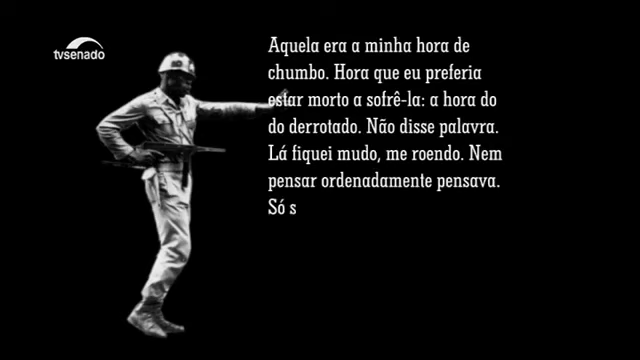 tvsenado
Aquela era a minha hora de
chumbo. Hora que eu preferia
estar morto a sofrê-la: a hora do
do derrotado. Não disse palavra.
Lá fiquei mudo, me roendo. Nem
pensar ordenadamente pensava.
Só s